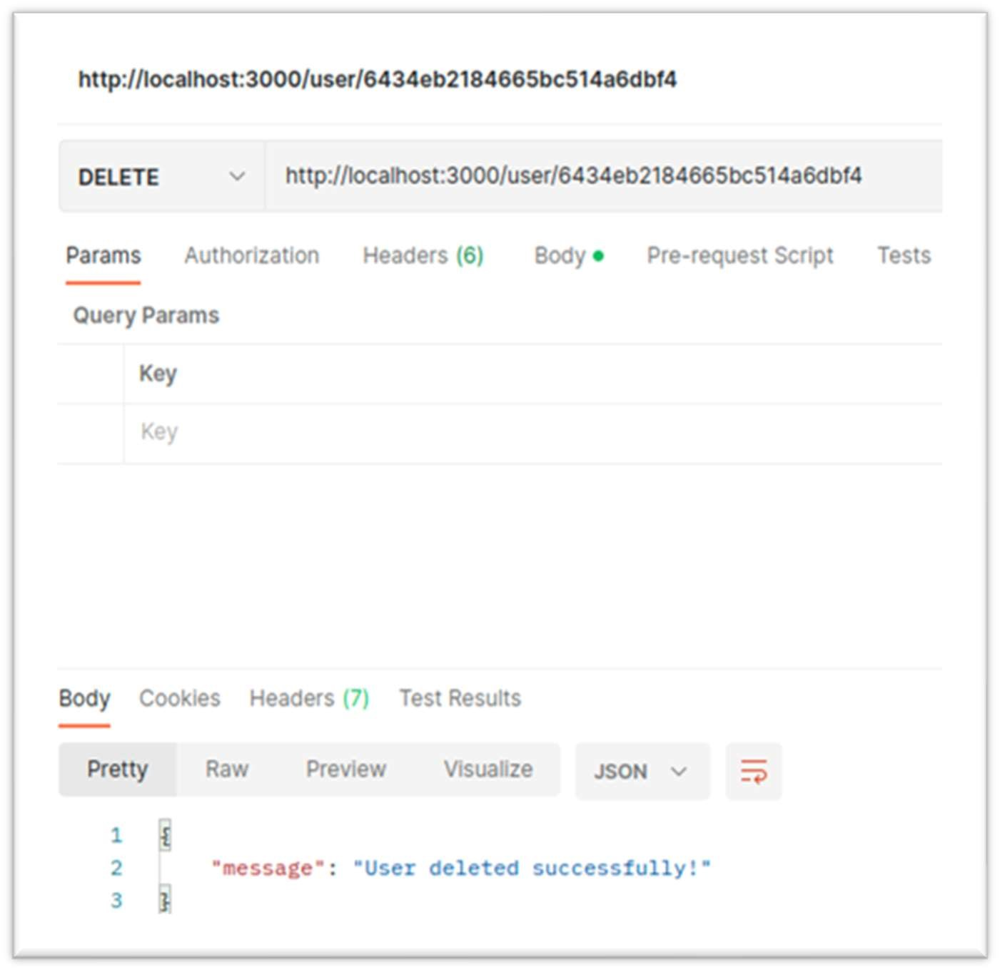 http://localhost:3000/user/6434eb2184665bc514a6dbf4
DELETE http://localhost:3000/user/6434eb2184665bc514a6dbf4
Params Authorization Headers (6) Body Pre-request Script Tests
Query Params
Key
Key
Body Cookies Headers (7) Test Results
Pretty Raw Preview Visualize JSON
1 {
2 "message": "User deleted successfully!"
3 }